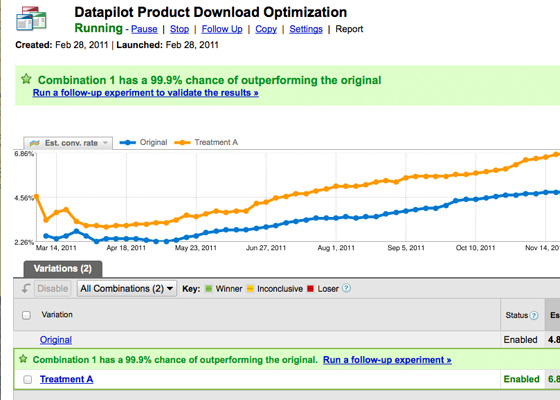 Datapilot Product Download Optimization
Running - Pause | Stop | Follow Up | Copy | Settings | Report
Created: Feb 28, 2011 | Launched: Feb 28, 2011
Combination 1 has a 99.9% chance of outperforming the original
Run a follow-up experiment to validate the results »
Est. conv. rate Original Treatment A
6.86%
4.56%
2.26%
Mar 14, 2011 Apr 18, 2011 May 23, 2011 Jun 27, 2011 Aug 1, 2011 Sep 5, 2011 Oct 10, 2011 Nov 14, 20
Variations (2)
Disable All Combinations (2) Key: Winner Inconclusive Loser ?
Variation Status ? Es
Original Enabled 4.8
Combination 1 has a 99.9% chance of outperforming the original. Run a follow-up experiment »
Treatment A Enabled 6.8